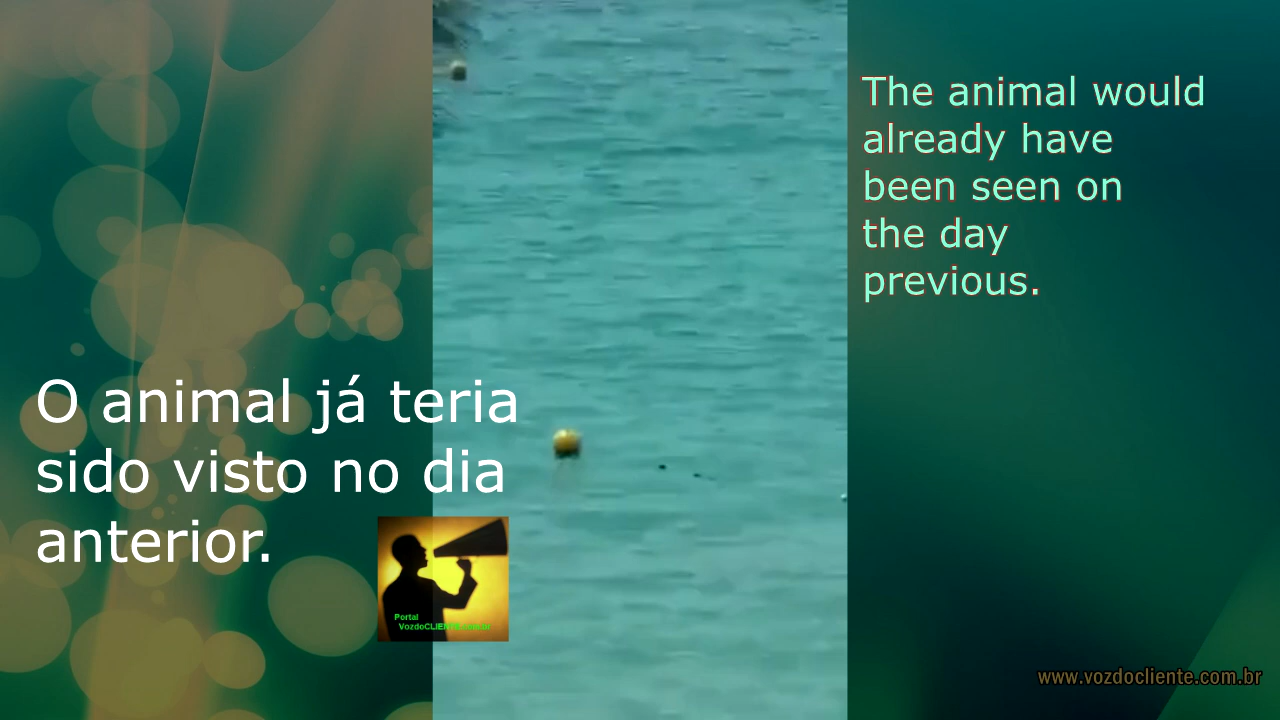 The animal would
already have
been seen on
the day
previous.
O animal já teria
sido visto no dia
anterior.
Portal
VozdoCLIENTE.com.br
www.vozdocliente.com.br